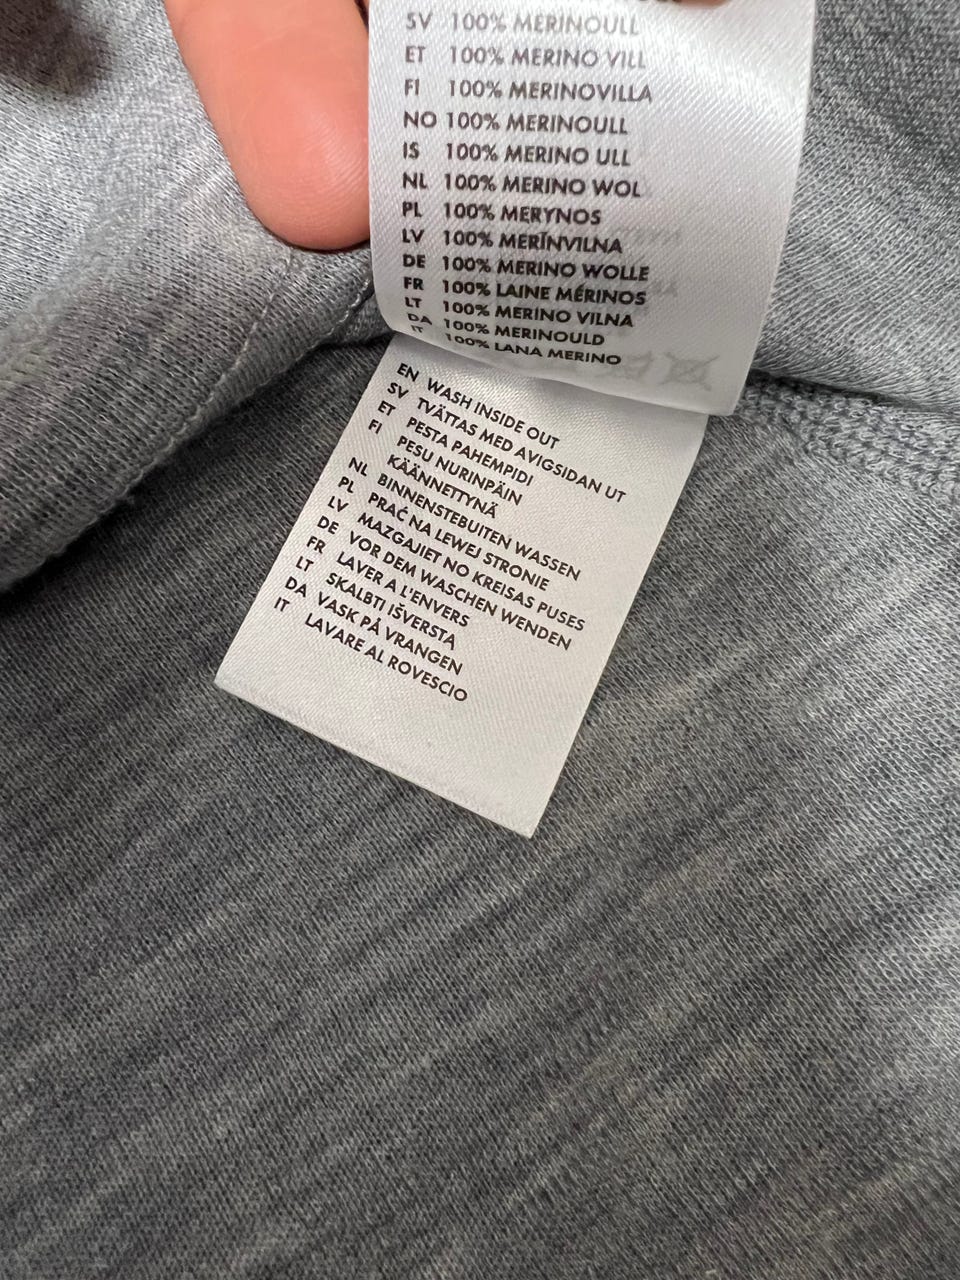 SV 100% MERINOULL
ET 100% MERINO VILL
FI 100% MERINOVILLA
NO 100% MERINOULL
IS 100% MERINO ULL
NL 100% MERINO WOL
PL 100% MERYNOS
LV 100% MERĪNVILNA
DE 100% MERINO WOLLE
FR 100% LAINE MÉRINOS
LT 100% MERINO VILNA
DA 100% MERINOULD
IT 100% LANA MERINO
EN WASH INSIDE OUT
SV TVÄTTAS MED AVIGSIDAN UT
ET PESTA PAHEMPIDI
FI PESU NURINPÄIN
KÄÄNNETTYNÄ
NL BINNENSTEBUITEN WASSEN
PL PRAĆ NA LEWEJ STRONIE
LV MAZGAJIET NO KREISAS PUSES
DE VOR DEM WASCHEN WENDEN
FR LAVER A L'ENVERS
LT SKALBTI IŠVERSTĄ
DA VASK PÅ VRANGEN
IT LAVARE AL ROVESCIO